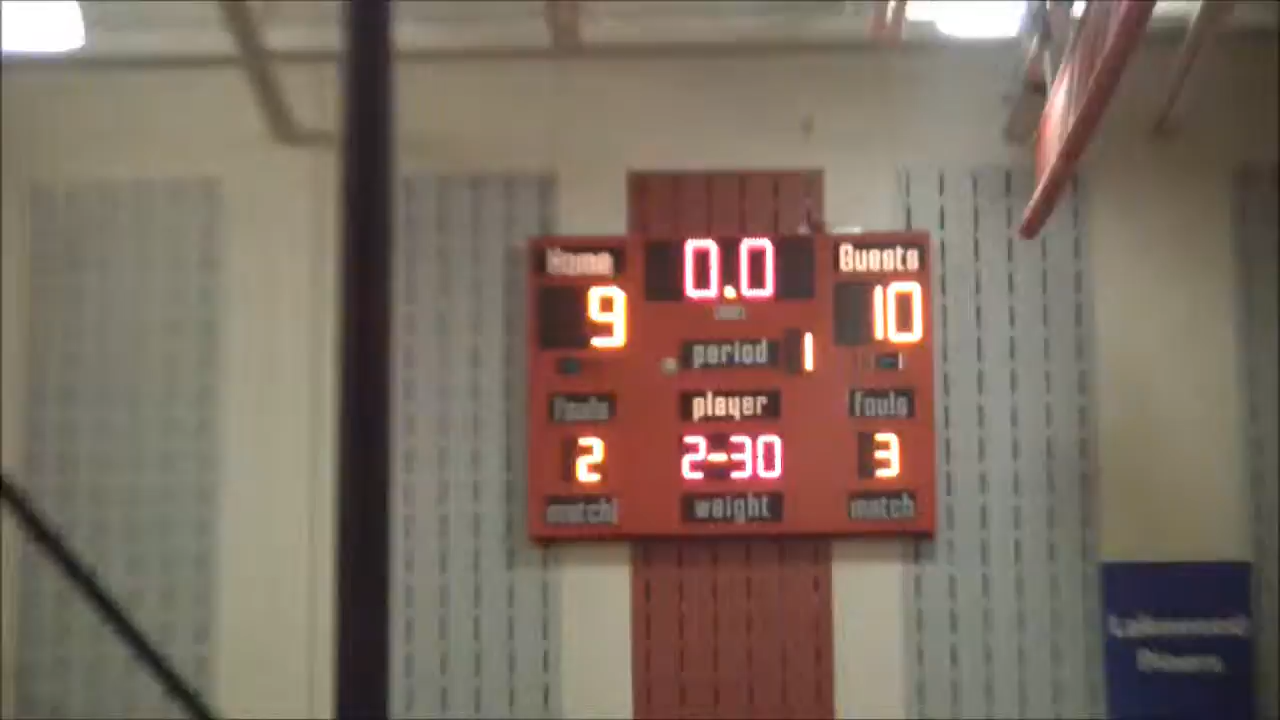 Home 0.0 Guests
9 10
period 1
fouls player fouls
2 2-30 3
match weight match